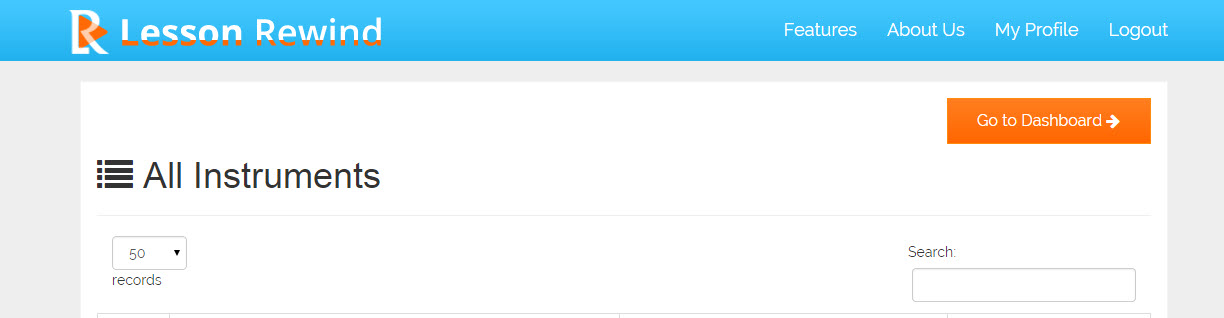 Lesson Rewind
Features About Us My Profile Logout
Go to Dashboard
All Instruments
50
records
Search: